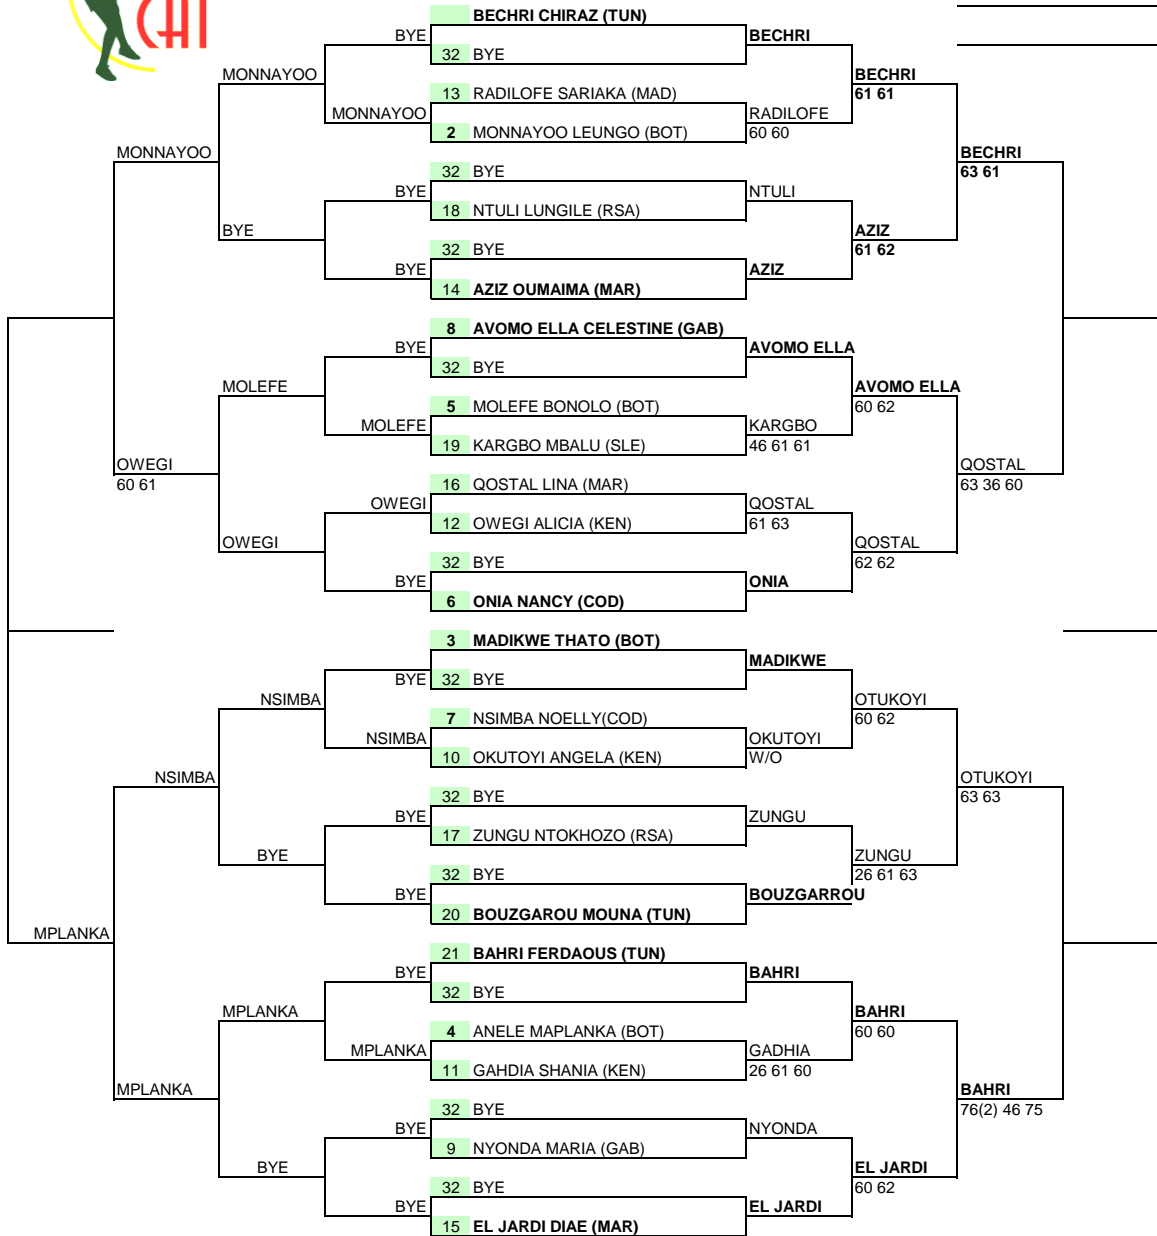 CHI
BECHRI CHIRAZ (TUN)
BYE BECHRI
32 BYE
MONNAYOO BECHRI
13 RADILOFE SARIAKA (MAD) 61 61
MONNAYOO RADILOFE
2 MONNAYOO LEUNGO (BOT) 60 60
MONNAYOO BECHRI
32 BYE 63 61
BYE NTULI
18 NTULI LUNGILE (RSA)
BYE AZIZ
32 BYE 61 62
BYE AZIZ
14 AZIZ OUMAIMA (MAR)
8 AVOMO ELLA CELESTINE (GAB)
BYE AVOMO ELLA
32 BYE
MOLEFE AVOMO ELLA
5 MOLEFE BONOLO (BOT) 60 62
MOLEFE KARGBO
19 KARGBO MBALU (SLE) 46 61 61
OWEGI QOSTAL
60 61 16 QOSTAL LINA (MAR) 63 36 60
OWEGI QOSTAL
12 OWEGI ALICIA (KEN) 61 63
OWEGI QOSTAL
32 BYE 62 62
BYE ONIA
6 ONIA NANCY (COD)
3 MADIKWE THATO (BOT)
MADIKWE
BYE 32 BYE
NSIMBA OTUKOYI
7 NSIMBA NOELLY(COD) 60 62
NSIMBA OKUTOYI
10 OKUTOYI ANGELA (KEN) W/O
NSIMBA OTUKOYI
32 BYE 63 63
BYE ZUNGU
17 ZUNGU NTOKHOZO (RSA)
BYE ZUNGU
32 BYE 26 61 63
BYE BOUZGARROU
20 BOUZGAROU MOUNA (TUN)
MPLANKA
21 BAHRI FERDAOUS (TUN)
BYE BAHRI
32 BYE
MPLANKA BAHRI
4 ANELE MAPLANKA (BOT) 60 60
MPLANKA GADHIA
11 GAHDIA SHANIA (KEN) 26 61 60
MPLANKA BAHRI
32 BYE 76(2) 46 75
BYE NYONDA
9 NYONDA MARIA (GAB)
BYE EL JARDI
32 BYE 60 62
BYE EL JARDI
15 EL JARDI DIAE (MAR)